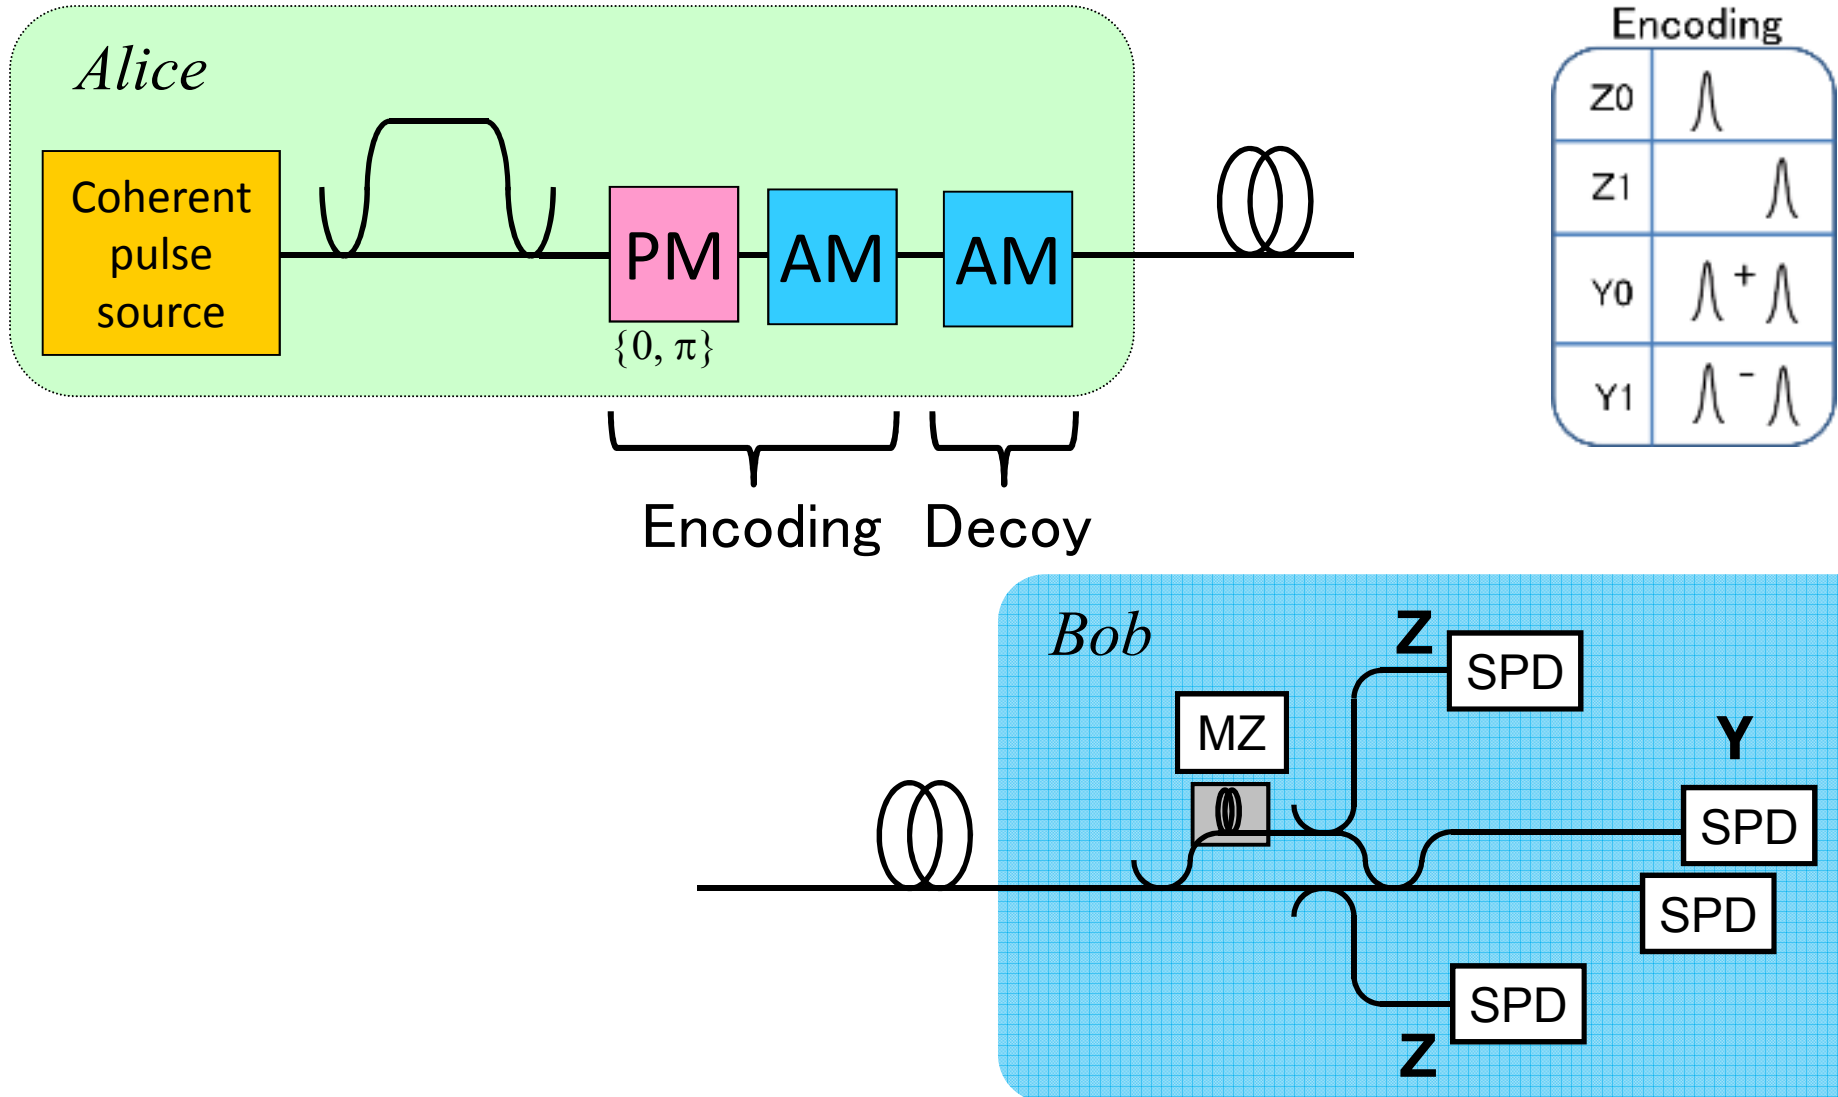 Alice
Coherent
pulse
source
PM
AM
AM
{0, π}
Encoding
Decoy
Encoding
Z0
Z1
Y0
+
Y1
-
Bob
Z
SPD
MZ
Y
SPD
SPD
SPD
Z